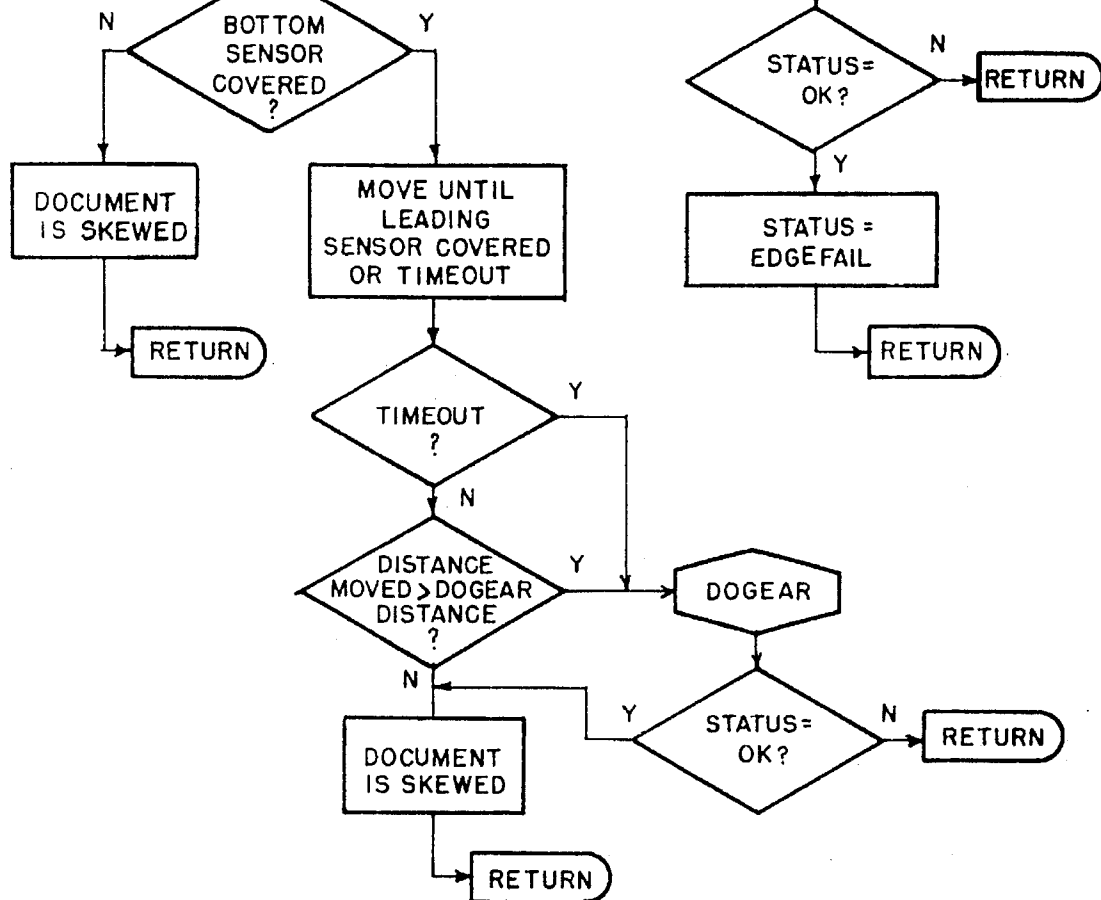 N
BOTTOM
SENSOR
COVERED
?
Y
DOCUMENT
IS SKEWED
RETURN
MOVE UNTIL
LEADING
SENSOR COVERED
OR TIMEOUT
TIMEOUT
?
Y
N
DISTANCE
MOVED > DOGEAR
DISTANCE
?
Y
N
DOGEAR
STATUS=
OK?
Y
N
RETURN
DOCUMENT
IS SKEWED
RETURN
STATUS=
OK?
N
RETURN
Y
STATUS =
EDGEFAIL
RETURN